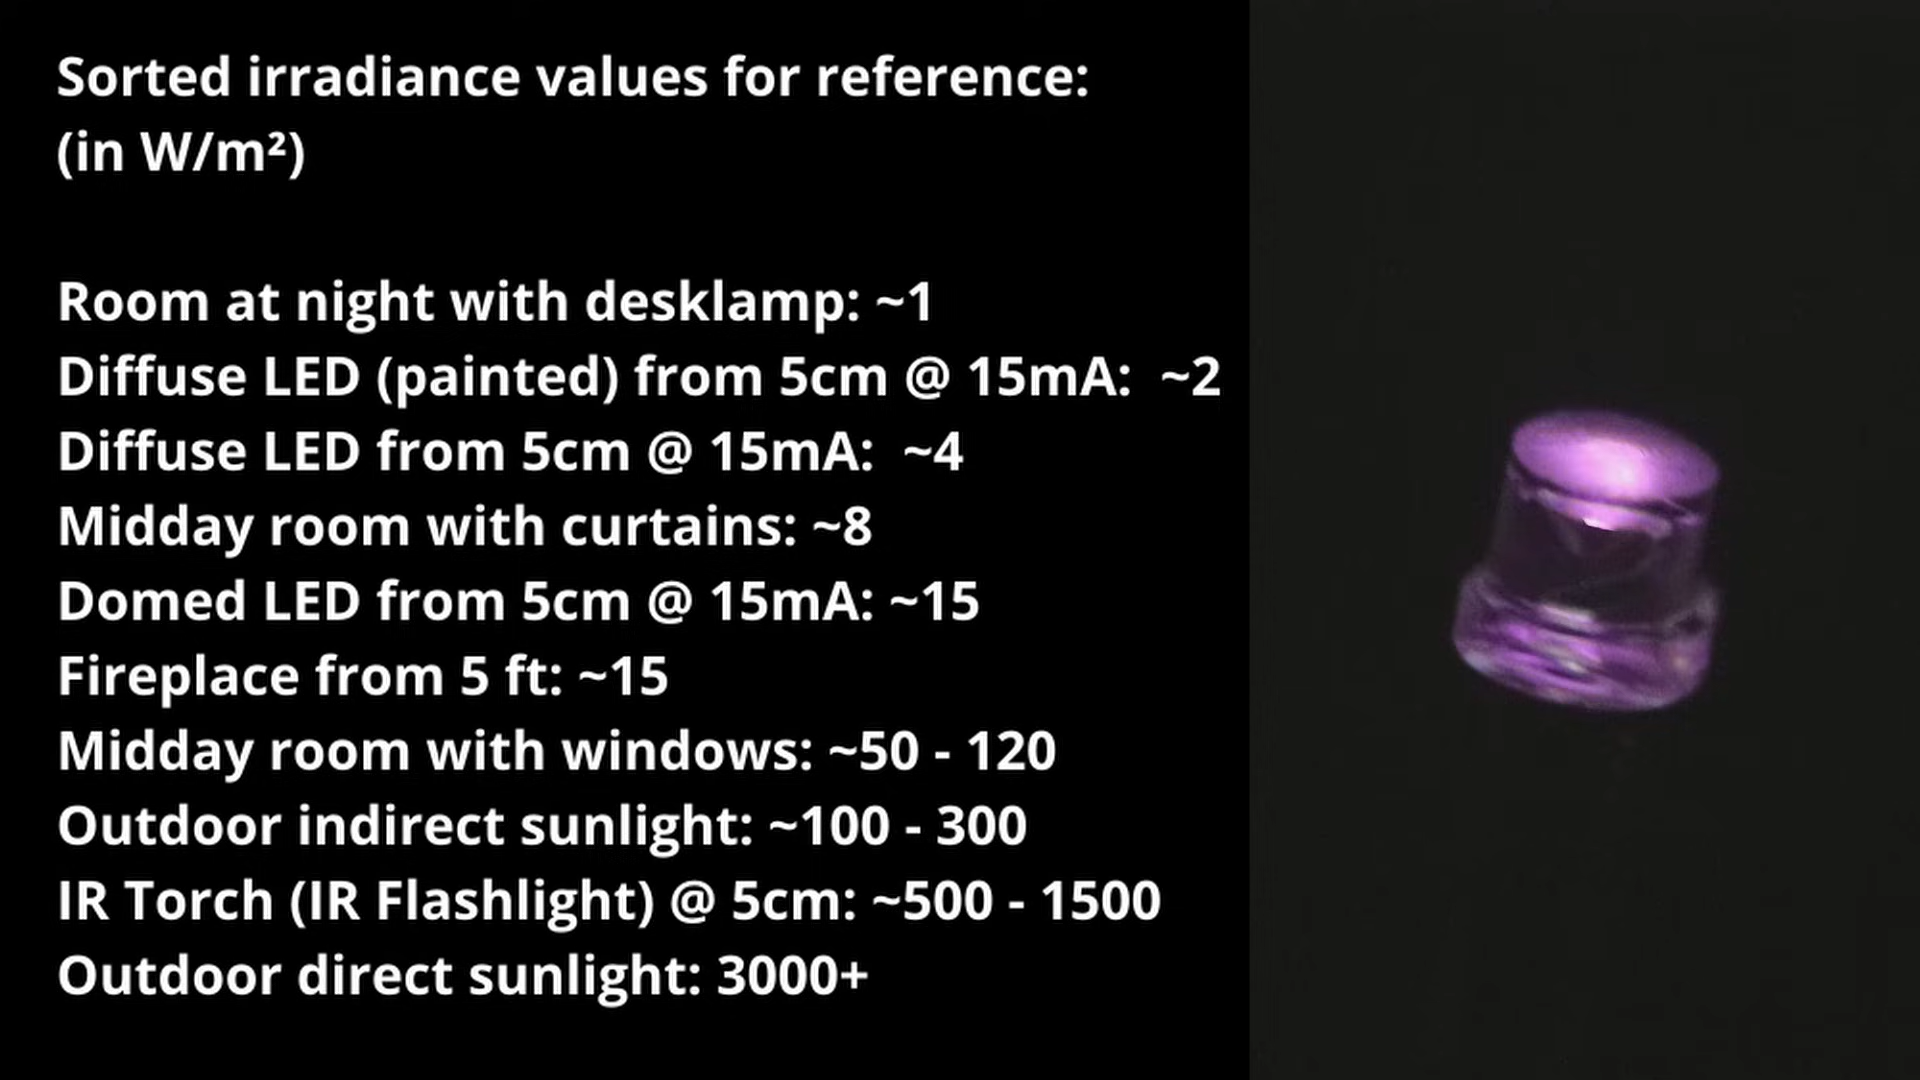 Sorted irradiance values for reference:
(in W/m²)
Room at night with desklamp: ~1
Diffuse LED (painted) from 5cm @ 15mA:  ~2
Diffuse LED from 5cm @ 15mA:  ~4
Midday room with curtains: ~8
Domed LED from 5cm @ 15mA: ~15
Fireplace from 5 ft: ~15
Midday room with windows: ~50 - 120
Outdoor indirect sunlight: ~100 - 300
IR Torch (IR Flashlight) @ 5cm: ~500 - 1500
Outdoor direct sunlight: 3000+